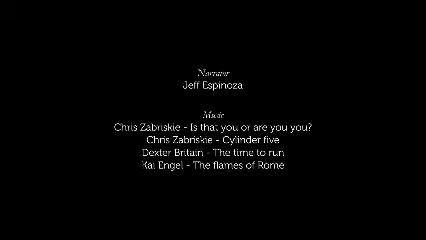 Narrator
Jeff Espinoza
Music
Chris Zabriskie - Is that you or are you you?
Chris Zabriskie - Cylinder five
Dexter Britain - The time to run
Kai Engel - The flames of Rome